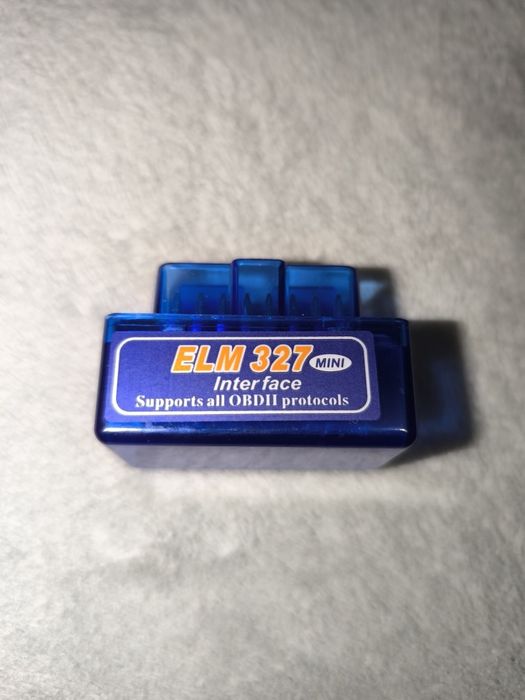 ELM 327 MINI
Interface
Supports all OBDII protocols